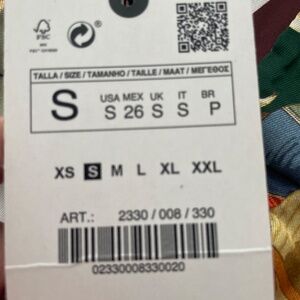 FSC
TALLA / SIZE / TAMANHO / TAILLE / MAAT / ΜΕΓΕΘΟΣ
S
USA MEX UK IT BR
S 26 S S P
XS S M L XL XXL
ART.: 2330 / 008 / 330
02330008330020